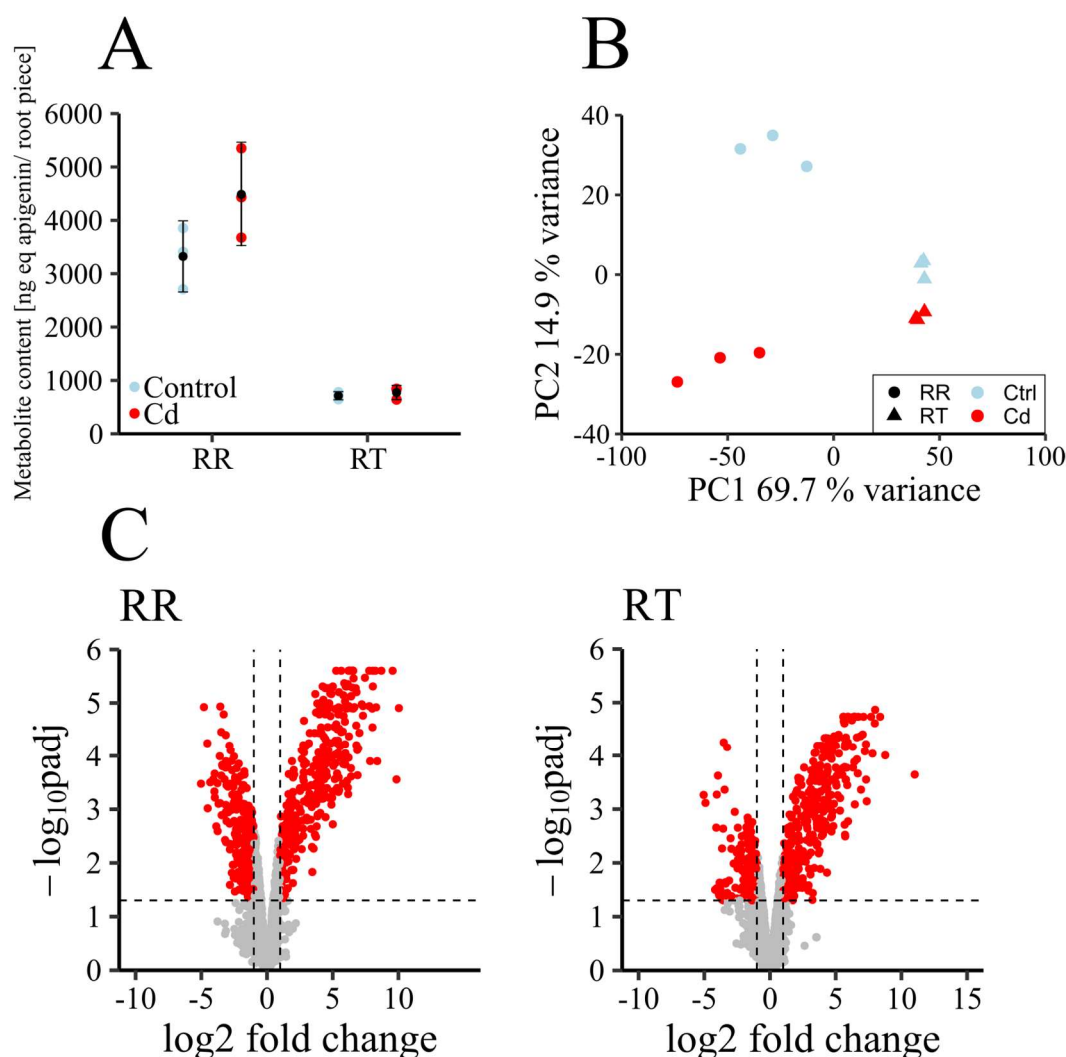 A
Metabolite content [ng eq apigenin/ root piece]
6000
5000
4000
3000
2000
1000
0
Control
Cd
RR RT
B
PC2 14.9 % variance
40
20
0
-20
-40
RR Ctrl
RT Cd
-100 -50 0 50 100
PC1 69.7 % variance
C
RR
− log10padj
6
5
4
3
2
1
0
-10 -5 0 5 10
log2 fold change
RT
− log10padj
6
5
4
3
2
1
0
-10 -5 0 5 10 15
log2 fold change